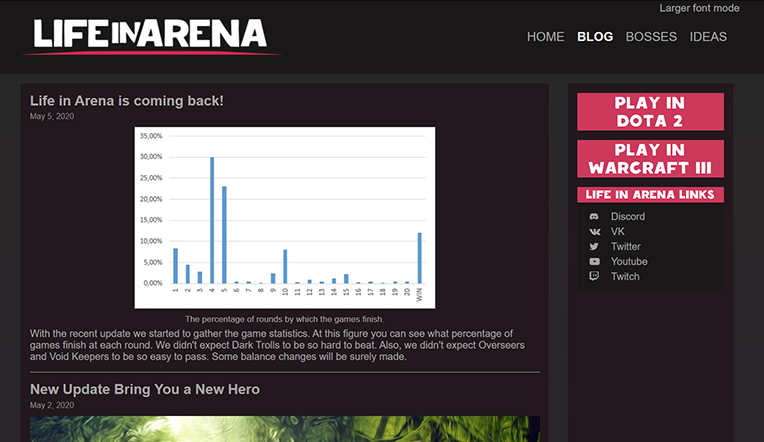 Larger font mode
LIFE IN ARENA
HOME BLOG BOSSES IDEAS
Life in Arena is coming back!
May 5, 2020
35,00%
30,00%
25,00%
20,00%
15,00%
10,00%
5,00%
0,00%
1 2 3 4 5 6 7 8 9 10 11 12 13 14 15 16 17 18 19 20 WIN
The percentage of rounds by which the games finish.
With the recent update we started to gather the game statistics. At this figure you can see what percentage of
games finish at each round. We didn't expect Dark Trolls to be so hard to beat. Also, we didn't expect Overseers
and Void Keepers to be so easy to pass. Some balance changes will be surely made.
New Update Bring You a New Hero
May 2, 2020
PLAY IN
DOTA 2
PLAY IN
WARCRAFT III
LIFE IN ARENA LINKS
Discord
VK
Twitter
Youtube
Twitch